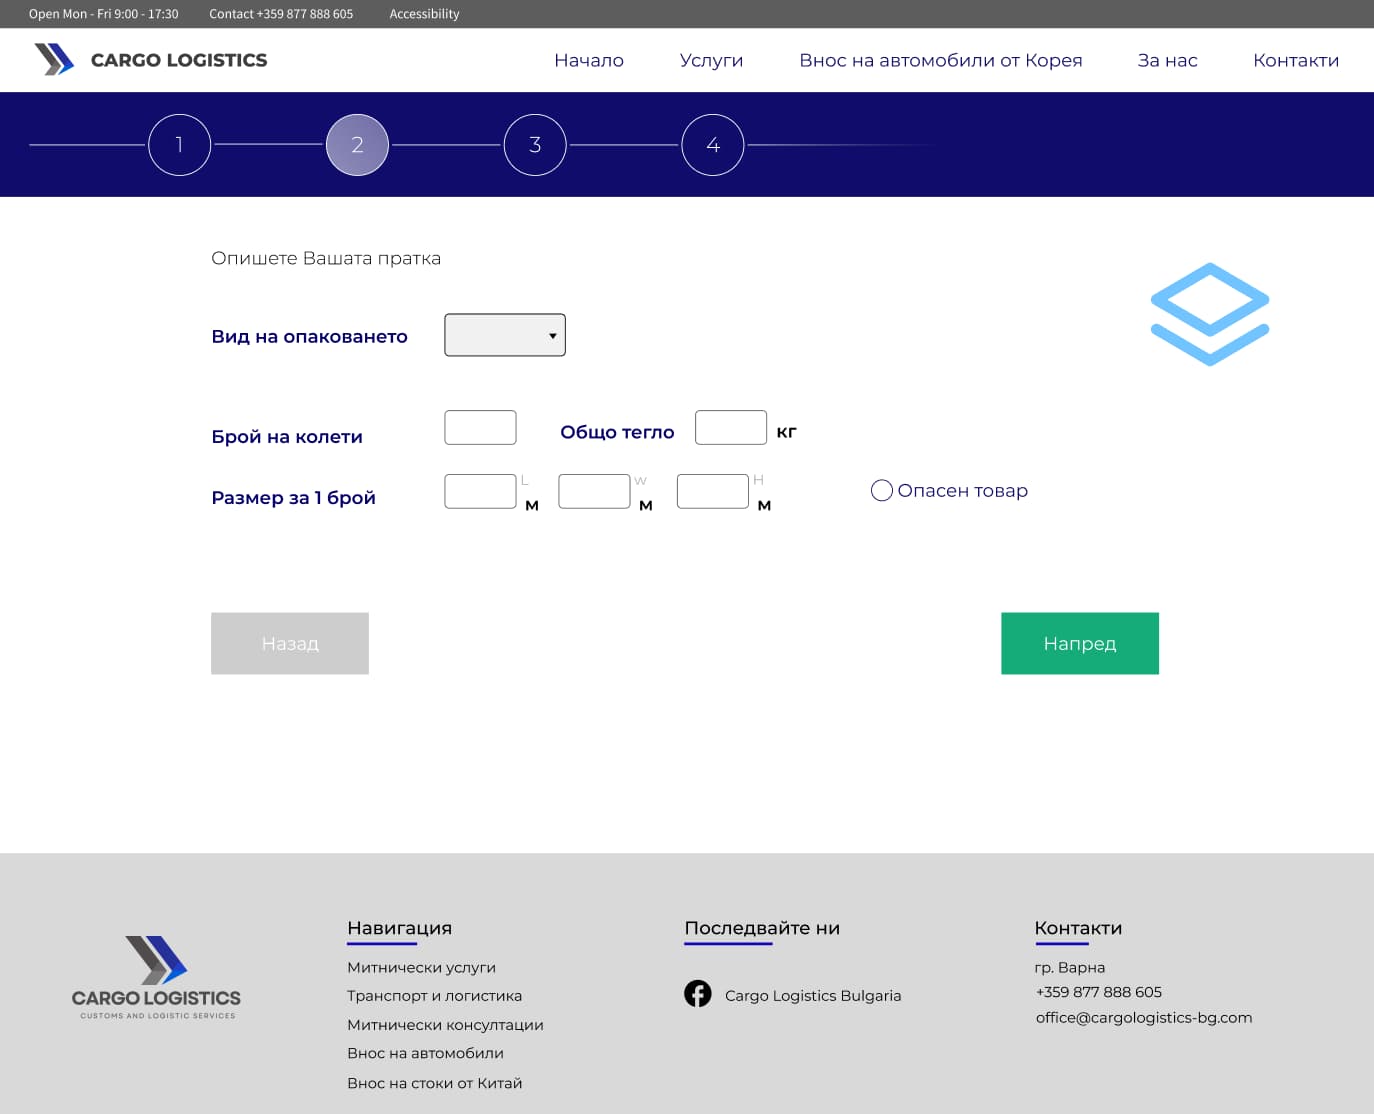 Open Mon - Fri 9:00 - 17:30 Contact +359 877 888 605 Accessibility
CARGO LOGISTICS
Начало Услуги Внос на автомобили от Корея За нас Контакти
1 2 3 4
Опишете Вашата пратка
Вид на опаковането
Брой на колети Общо тегло кг
Размер за 1 брой L м w м H м Опасен товар
Назад Напред
CARGO LOGISTICS
CUSTOMS AND LOGISTIC SERVICES
Навигация
Митнически услуги
Транспорт и логистика
Митнически консултации
Внос на автомобили
Внос на стоки от Китай
Последвайте ни
Cargo Logistics Bulgaria
Контакти
гр. Варна
+359 877 888 605
office@cargologistics-bg.com